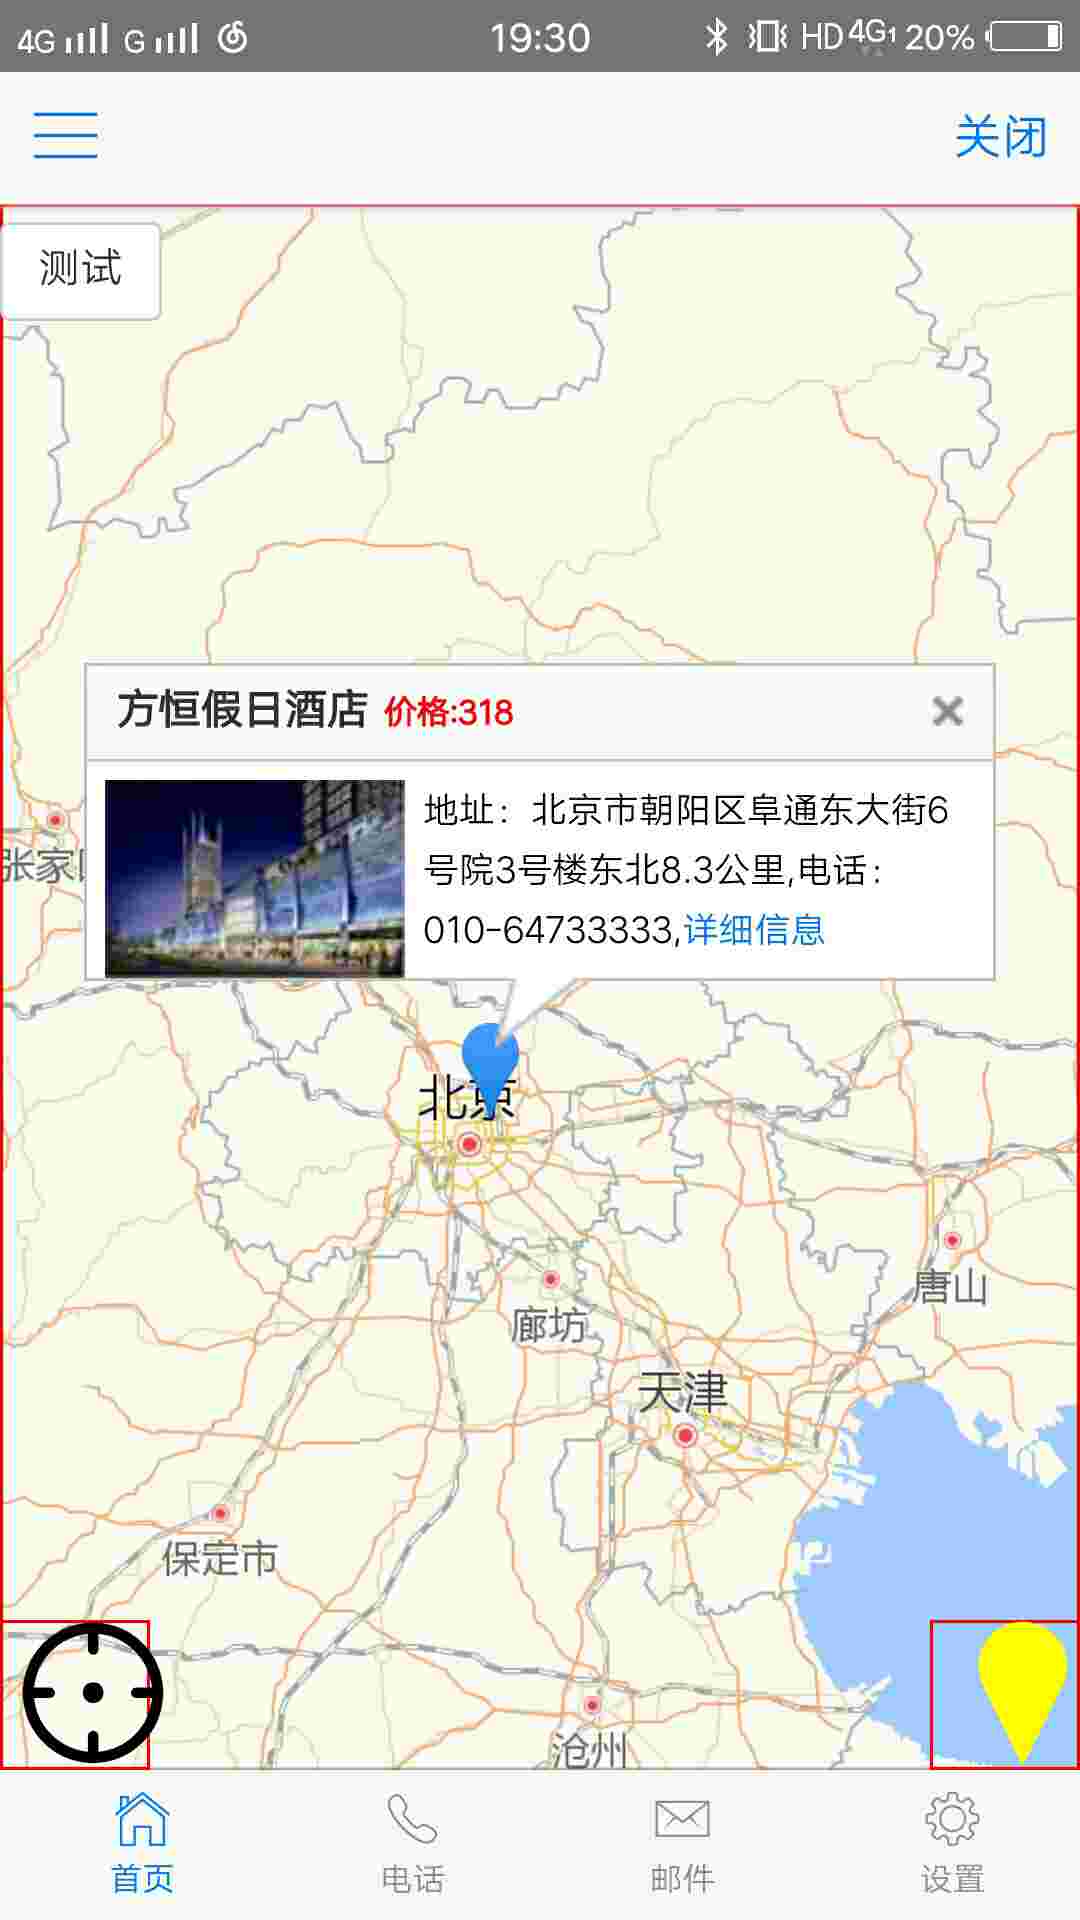 4G G 19:30 HD 4G1 20%
关闭
测试
方恒假日酒店 价格:318
地址：北京市朝阳区阜通东大街6
号院3号楼东北8.3公里,电话：
010-64733333,详细信息
张家
北京
唐山
廊坊
天津
保定市
沧州
首页 电话 邮件 设置